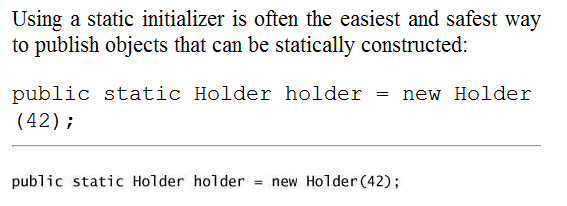 Using a static initializer is often the easiest and safest way
to publish objects that can be statically constructed:
public static Holder holder = new Holder
(42);
public static Holder holder = new Holder(42);